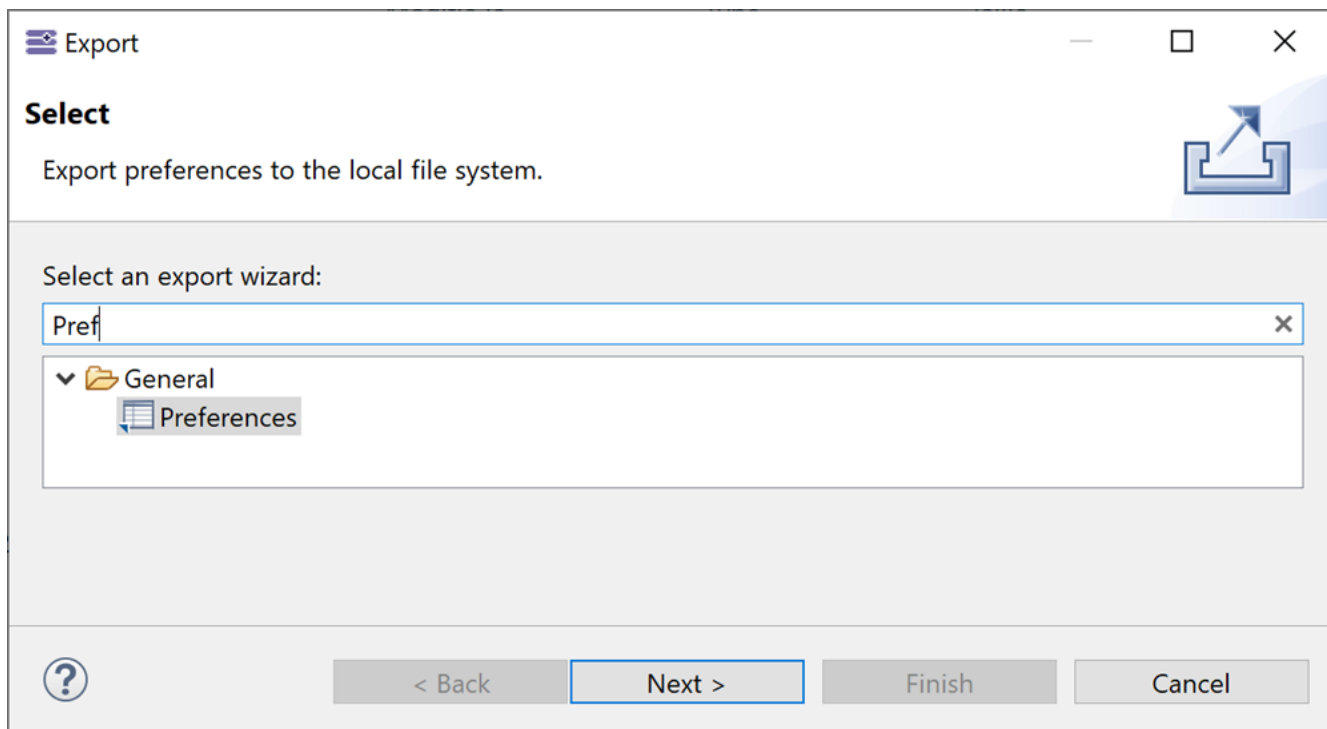 Export
Select
Export preferences to the local file system.
Select an export wizard:
Pref
General
Preferences
?
< Back
Next >
Finish
Cancel